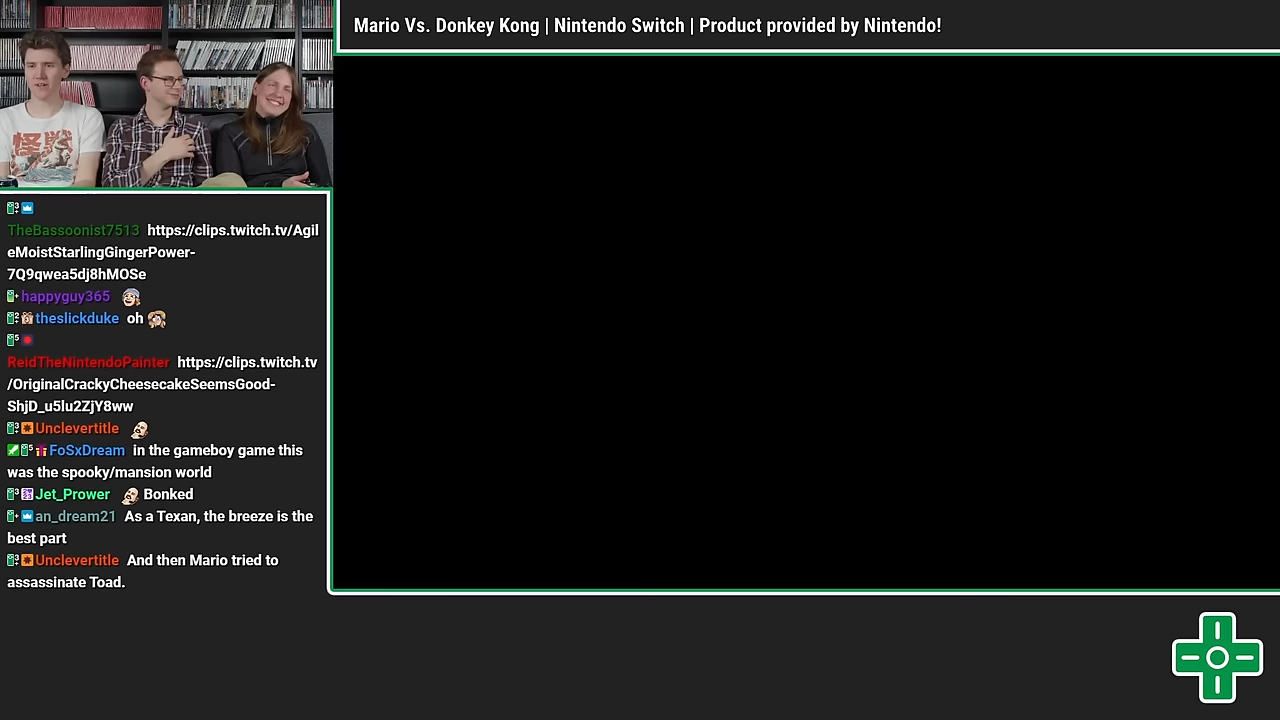 Mario Vs. Donkey Kong | Nintendo Switch | Product provided by Nintendo!
怪獣
TheBassoonist7513 https://clips.twitch.tv/Agil
eMoistStarlingGingerPower-
7Q9qwea5dj8hMOSe
happyguy365
theslickduke oh
ReidTheNintendoPainter https://clips.twitch.tv
/OriginalCrackyCheesecakeSeemsGood-
ShjD_u5lu2ZjY8ww
Unclevertitle
FoSxDream in the gameboy game this
was the spooky/mansion world
Jet_Prower Bonked
an_dream21 As a Texan, the breeze is the
best part
Unclevertitle And then Mario tried to
assassinate Toad.